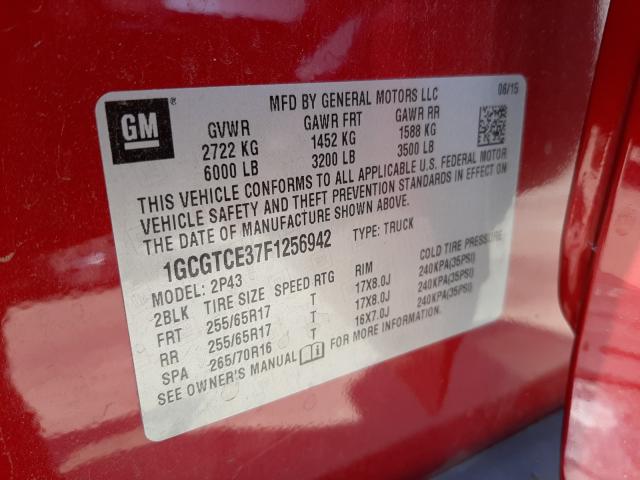 MFD BY GENERAL MOTORS LLC 06/15
GM
GVWR GAWR FRT GAWR RR
2722 KG 1452 KG 1588 KG
6000 LB 3200 LB 3500 LB
THIS VEHICLE CONFORMS TO ALL APPLICABLE U.S. FEDERAL MOTOR
VEHICLE SAFETY AND THEFT PREVENTION STANDARDS IN EFFECT ON
THE DATE OF MANUFACTURE SHOWN ABOVE.
1GCGTCE37F1256942 TYPE: TRUCK
MODEL: 2P43
2BLK TIRE SIZE SPEED RTG RIM COLD TIRE PRESSURE
FRT 255/65R17 T 17X8.0J 240KPA(35PSI)
RR 255/65R17 T 17X8.0J 240KPA(35PSI)
SPA 265/70R16 T 16X7.0J 240KPA(35PSI)
SEE OWNER'S MANUAL FOR MORE INFORMATION.